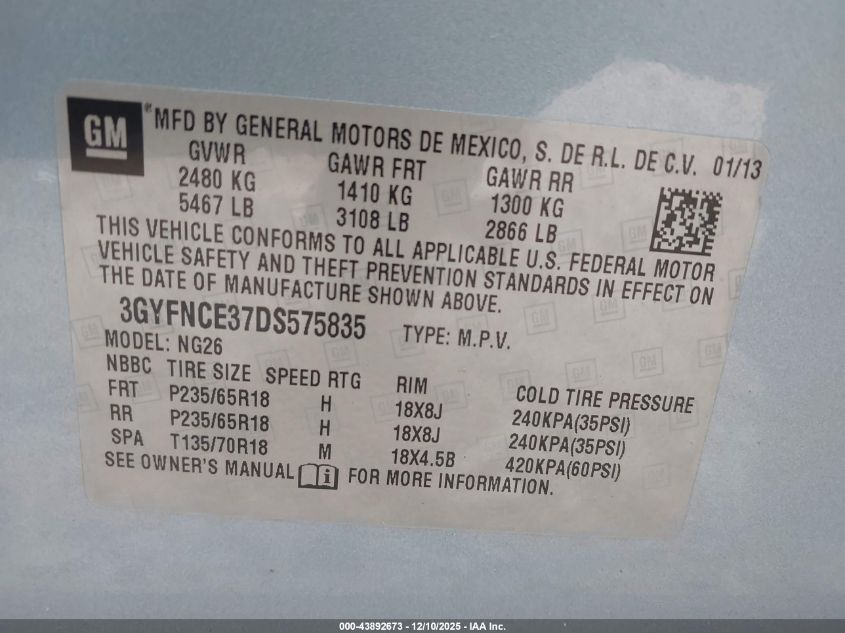 GM
® MFD BY GENERAL MOTORS DE MEXICO, S. DE R.L. DE C.V. 01/13
GVWR GAWR FRT GAWR RR
2480 KG 1410 KG 1300 KG
5467 LB 3108 LB 2866 LB
THIS VEHICLE CONFORMS TO ALL APPLICABLE U.S. FEDERAL MOTOR
VEHICLE SAFETY AND THEFT PREVENTION STANDARDS IN EFFECT ON
THE DATE OF MANUFACTURE SHOWN ABOVE.
3GYFNCE37DS575835 TYPE: M.P.V.
MODEL: NG26
NBBC TIRE SIZE SPEED RTG RIM COLD TIRE PRESSURE
FRT P235/65R18 H 18X8J 240KPA(35PSI)
RR P235/65R18 H 18X8J 240KPA(35PSI)
SPA T135/70R18 M 18X4.5B 420KPA(60PSI)
SEE OWNER'S MANUAL i FOR MORE INFORMATION.
000-43892673 - 12/10/2025 - IAA Inc.